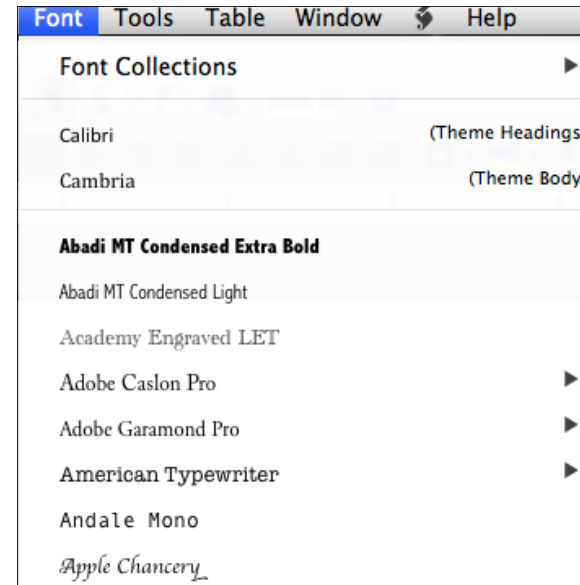 Font Tools Table Window Help
Font Collections
Calibri (Theme Headings
Cambria (Theme Body
Abadi MT Condensed Extra Bold
Abadi MT Condensed Light
Academy Engraved LET
Adobe Caslon Pro
Adobe Garamond Pro
American Typewriter
Andale Mono
Apple Chancery